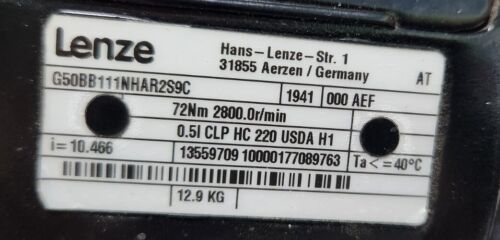 Lenze
Hans-Lenze-Str. 1
31855 Aerzen / Germany
AT
G50BB111NHAR2S9C
1941
000 AEF
72Nm 2800.0r/min
0.5l CLP HC 220 USDA H1
i= 10.466
13559709 10000177089763
Ta<=40°C
12.9 KG